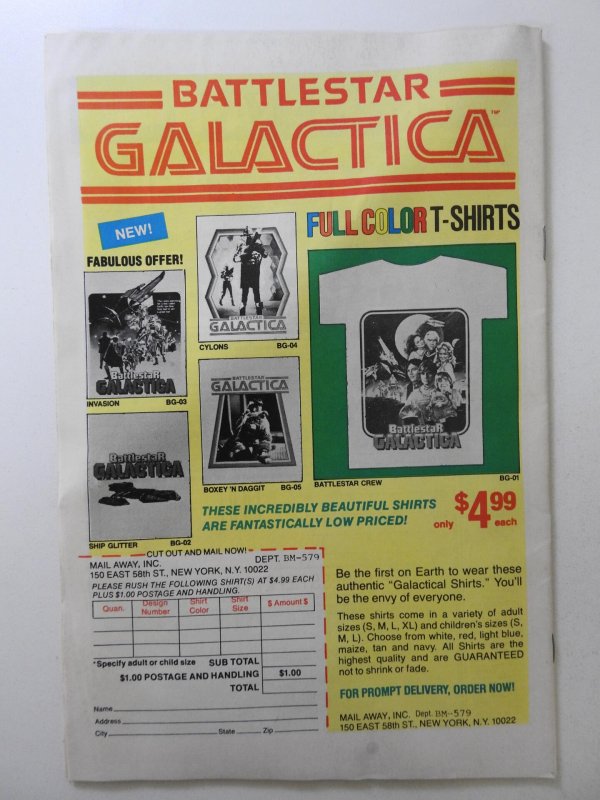 BATTLESTAR
GALACTICA™
NEW!
FABULOUS OFFER!
FULL COLOR T-SHIRTS
Battlestar
GALACTICA
INVASION BG-03
BATTLESTAR
GALACTICA
CYLONS BG-04
Battlestar
GALACTICA
SHIP GLITTER BG-02
BATTLESTAR
GALACTICA
BOXEY 'N DAGGIT BG-05
Battlestar
GALACTICA
BATTLESTAR CREW BG-01
THESE INCREDIBLY BEAUTIFUL SHIRTS
ARE FANTASTICALLY LOW PRICED!
only $4.99 each
CUT OUT AND MAIL NOW!
MAIL AWAY, INC. DEPT. BM-579
150 EAST 58th ST., NEW YORK, N.Y. 10022
PLEASE RUSH THE FOLLOWING SHIRT(S) AT $4.99 EACH
PLUS $1.00 POSTAGE AND HANDLING.
Quan. Design Number Shirt Color Shirt Size $ Amount $
*Specify adult or child size SUB TOTAL
$1.00 POSTAGE AND HANDLING $1.00
TOTAL
Name
Address
City State Zip
Be the first on Earth to wear these
authentic "Galactical Shirts." You'll
be the envy of everyone.
These shirts come in a variety of adult
sizes (S, M, L, XL) and children's sizes (S,
M, L). Choose from white, red, light blue,
maize, tan and navy. All Shirts are the
highest quality and are GUARANTEED
not to shrink or fade.
FOR PROMPT DELIVERY, ORDER NOW!
MAIL AWAY, INC. Dept. BM-579
150 EAST 58th ST., NEW YORK, N.Y. 10022